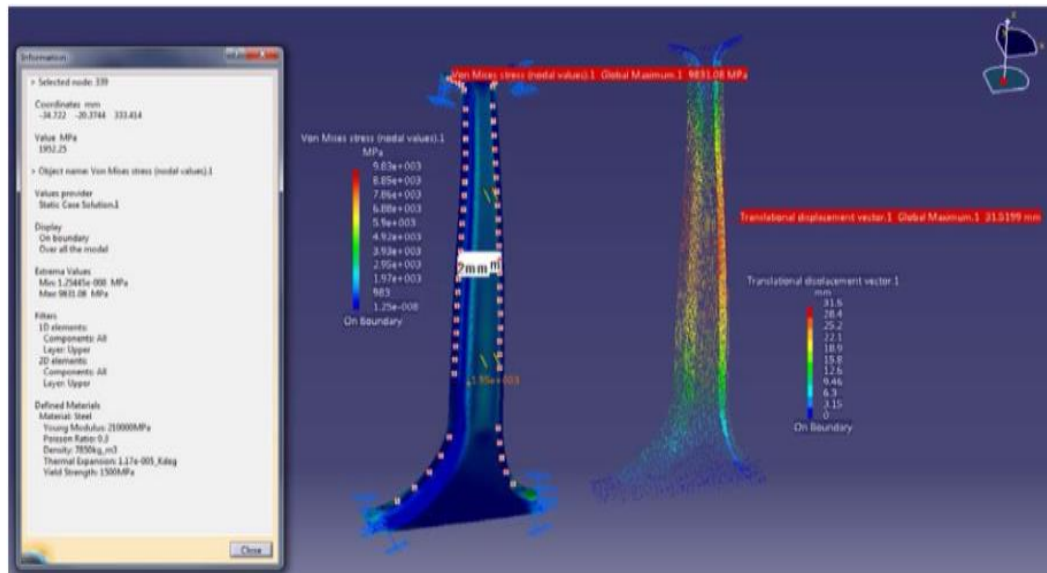 Information
> Selected node: 339
Coordinates mm
-34.722 -20.3744 333.414
Value MPa
1952.25
> Object name: Von Mises stress (nodal values).1
Values provider
Static Case Solution.1
Display
On boundary
Over all the model
Extrema Values
Min: 1.25445e-008 MPa
Max: 9831.08 MPa
Filters
1D elements:
Components: All
Layer: Upper
2D elements:
Components: All
Layer: Upper
Defined Materials
Material: Steel
Young Modulus: 210000MPa
Poisson Ratio: 0.3
Density: 7850kg_m3
Thermal Expansion: 1.17e-005_Kdeg
Yield Strength: 1500MPa
Close
Von Mises stress (nodal values).1 Global Maximum.1 9831.08 MPa
Von Mises stress (nodal values).1
MPa
9.83e+003
8.85e+003
7.86e+003
6.88e+003
5.9e+003
4.92e+003
3.93e+003
2.95e+003
1.97e+003
983
1.25e-008
On Boundary
2mm
1.95e+003
Translational displacement vector.1 Global Maximum.1 31.5199 mm
Translational displacement vector.1
mm
31.5
28.4
25.2
22.1
18.9
15.8
12.6
9.46
6.3
3.15
0
On Boundary